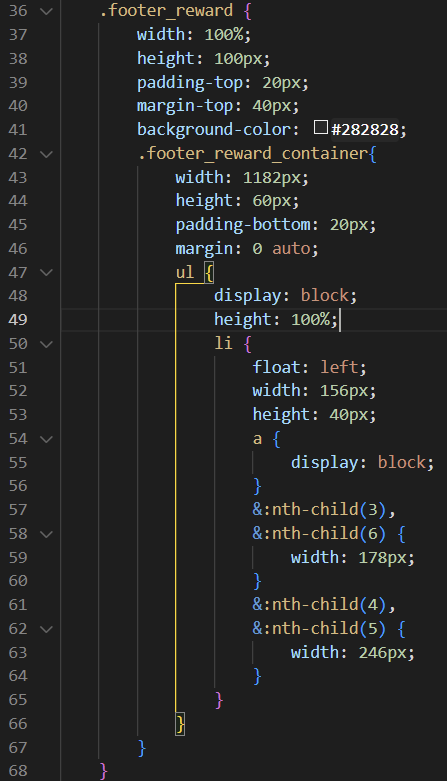 36 .footer_reward {
37 width: 100%;
38 height: 100px;
39 padding-top: 20px;
40 margin-top: 40px;
41 background-color: #282828;
42 .footer_reward_container{
43 width: 1182px;
44 height: 60px;
45 padding-bottom: 20px;
46 margin: 0 auto;
47 ul {
48 display: block;
49 height: 100%;
50 li {
51 float: left;
52 width: 156px;
53 height: 40px;
54 a {
55 display: block;
56 }
57 &:nth-child(3),
58 &:nth-child(6) {
59 width: 178px;
60 }
61 &:nth-child(4),
62 &:nth-child(5) {
63 width: 246px;
64 }
65 }
66 }
67 }
68 }